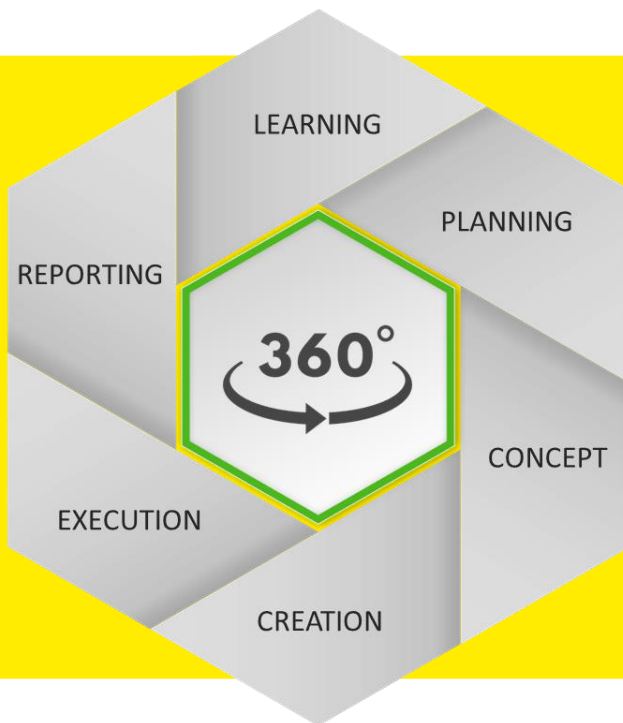 LEARNING
PLANNING
REPORTING
360°
CONCEPT
EXECUTION
CREATION